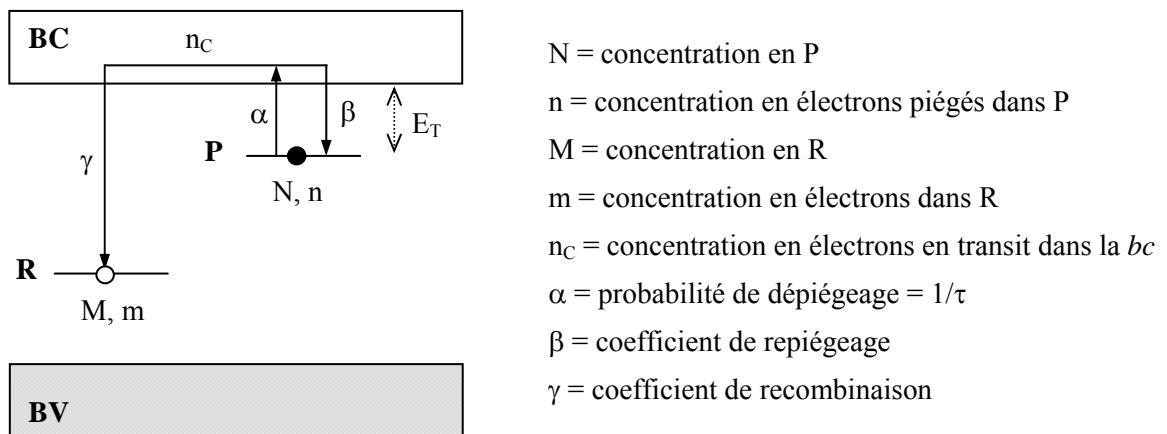 BC
n_C
α
β
E_T
γ
P
N, n
R
M, m
BV
N = concentration en P
n = concentration en électrons piégés dans P
M = concentration en R
m = concentration en électrons dans R
n_C = concentration en électrons en transit dans la bc
α = probabilité de dépiégeage = 1/τ
β = coefficient de repiégeage
γ = coefficient de recombinaison